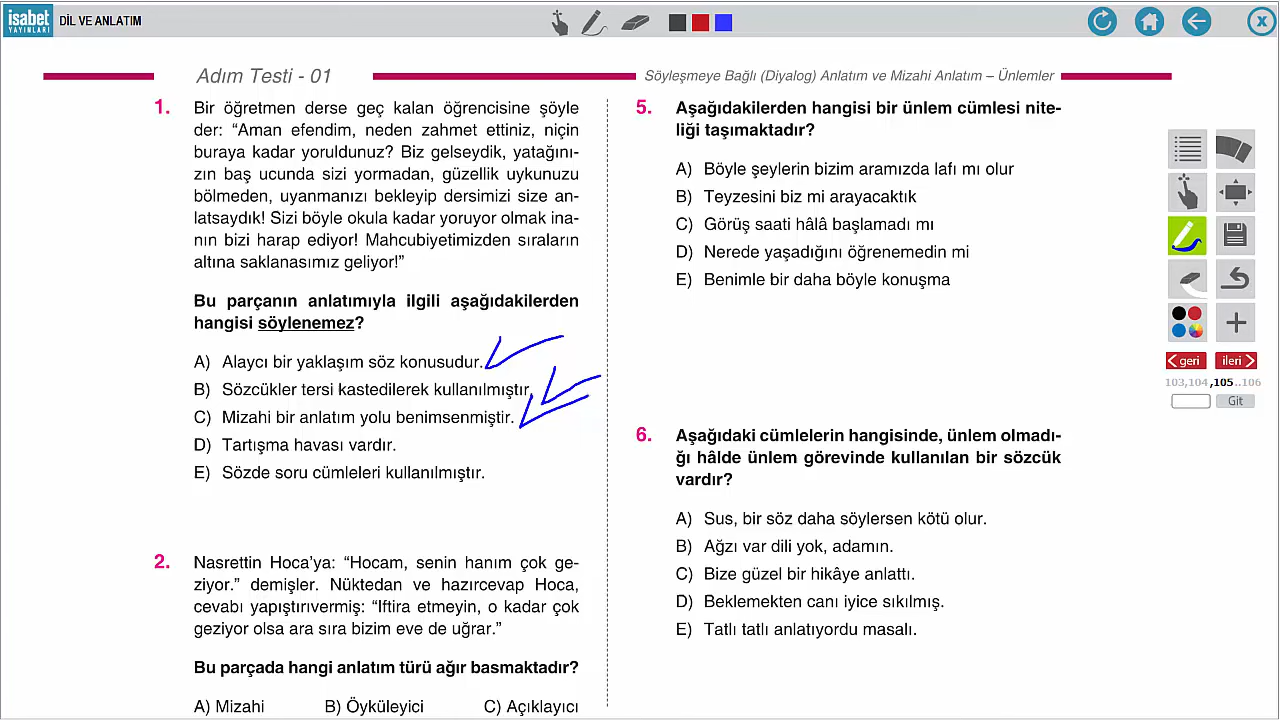 isabet
YAYINLARI
DİL VE ANLATIM
Adım Testi - 01
Söyleşmeye Bağlı (Diyalog) Anlatım ve Mizahi Anlatım – Ünlemler
1. Bir öğretmen derse geç kalan öğrencisine şöyle
der: “Aman efendim, neden zahmet ettiniz, niçin
buraya kadar yoruldunuz? Biz gelseydik, yatağını-
zın baş ucunda sizi yormadan, güzellik uykunuzu
bölmeden, uyanmanızı bekleyip dersimizi size an-
latsaydık! Sizi böyle okula kadar yoruyor olmak ina-
nın bizi harap ediyor! Mahcubiyetimizden sıraların
altına saklanasımız geliyor!”
Bu parçanın anlatımıyla ilgili aşağıdakilerden
hangisi söylenemez?
A) Alaycı bir yaklaşım söz konusudur.
B) Sözcükler tersi kastedilerek kullanılmıştır.
C) Mizahi bir anlatım yolu benimsenmiştir.
D) Tartışma havası vardır.
E) Sözde soru cümleleri kullanılmıştır.
2. Nasrettin Hoca’ya: “Hocam, senin hanım çok ge-
ziyor.” demişler. Nüktedan ve hazırcevap Hoca,
cevabı yapıştırıvermiş: “Iftira etmeyin, o kadar çok
geziyor olsa ara sıra bizim eve de uğrar.”
Bu parçada hangi anlatım türü ağır basmaktadır?
A) Mizahi B) Öyküleyici C) Açıklayıcı
5. Aşağıdakilerden hangisi bir ünlem cümlesi nite-
liği taşımaktadır?
A) Böyle şeylerin bizim aramızda lafı mı olur
B) Teyzesini biz mi arayacaktık
C) Görüş saati hâlâ başlamadı mı
D) Nerede yaşadığını öğrenemedin mi
E) Benimle bir daha böyle konuşma
6. Aşağıdaki cümlelerin hangisinde, ünlem olmadı-
ğı hâlde ünlem görevinde kullanılan bir sözcük
vardır?
A) Sus, bir söz daha söylersen kötü olur.
B) Ağzı var dili yok, adamın.
C) Bize güzel bir hikâye anlattı.
D) Beklemekten canı iyice sıkılmış.
E) Tatlı tatlı anlatıyordu masalı.
geri ileri
103,104,105..106
Git